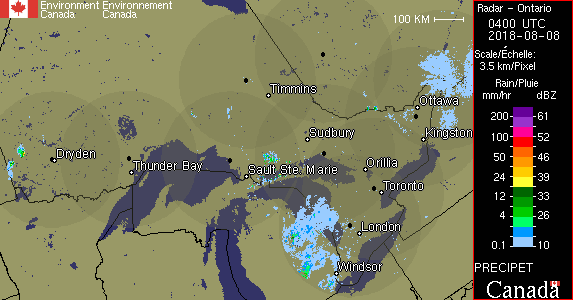 Environment Environnement
Canada Canada
100 KM
Timmins
Ottawa
Sudbury
Kingston
Dryden
Thunder Bay
Sault Ste. Marie
Orillia
Toronto
London
Windsor
Radar - Ontario
0400 UTC
2018-08-08
Scale/Échelle:
3.5 km/Pixel
Rain/Pluie
mm/hr dBZ
200 61
100 52
50 46
24 39
12 33
4 26
0.1 10
PRECIPET
Canada